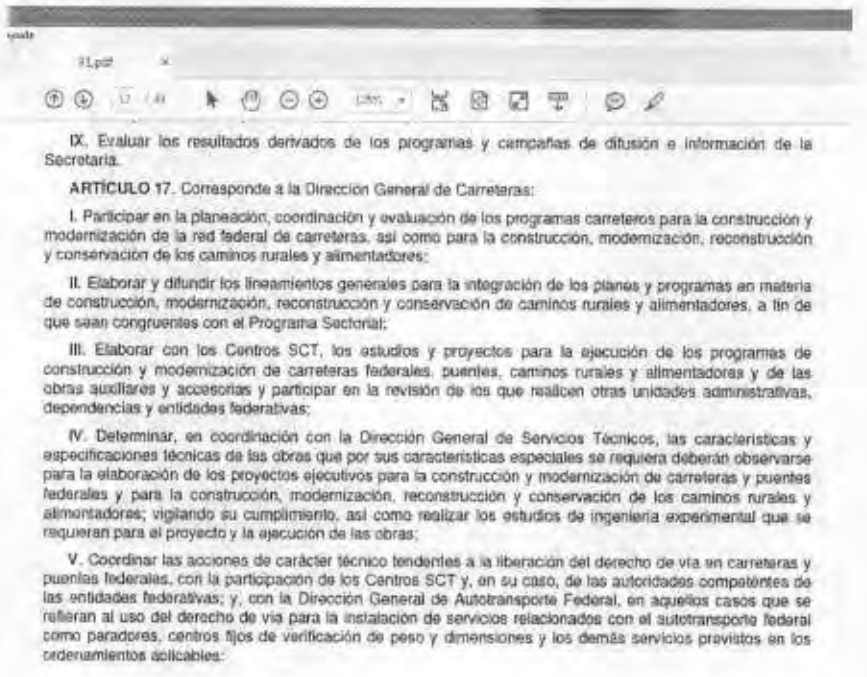 91.pdf
IX. Evaluar los resultados derivados de los programas y campañas de difusión e información de la
Secretaría.
ARTÍCULO 17. Corresponde a la Dirección General de Carreteras:
I. Participar en la planeación, coordinación y evaluación de los programas carreteros para la construcción y
modernización de la red federal de carreteras, así como para la construcción, modernización, reconstrucción
y conservación de los caminos rurales y alimentadores;
II. Elaborar y difundir los lineamientos generales para la integración de los planes y programas en materia
de construcción, modernización, reconstrucción y conservación de caminos rurales y alimentadores, a fin de
que sean congruentes con el Programa Sectorial;
III. Elaborar con los Centros SCT, los estudios y proyectos para la ejecución de los programas de
construcción y modernización de carreteras federales, puentes, caminos rurales y alimentadores y de las
obras auxiliares y accesorias y participar en la revisión de los que realicen otras unidades administrativas,
dependencias y entidades federativas;
IV. Determinar, en coordinación con la Dirección General de Servicios Técnicos, las características y
especificaciones técnicas de las obras que por sus características especiales se requiera deberán observarse
para la elaboración de los proyectos ejecutivos para la construcción y modernización de carreteras y puentes
federales y para la construcción, modernización, reconstrucción y conservación de los caminos rurales y
alimentadores; vigilando su cumplimiento, así como realizar los estudios de ingeniería experimental que se
requieran para el proyecto y la ejecución de las obras;
V. Coordinar las acciones de carácter técnico tendentes a la liberación del derecho de vía en carreteras y
puentes federales, con la participación de los Centros SCT y, en su caso, de las autoridades competentes de
las entidades federativas; y, con la Dirección General de Autotransporte Federal, en aquellos casos que se
refieran al uso del derecho de vía para la instalación de servicios relacionados con el autotransporte federal
como paradores, centros fijos de verificación de peso y dimensiones y los demás servicios previstos en los
ordenamientos aplicables;